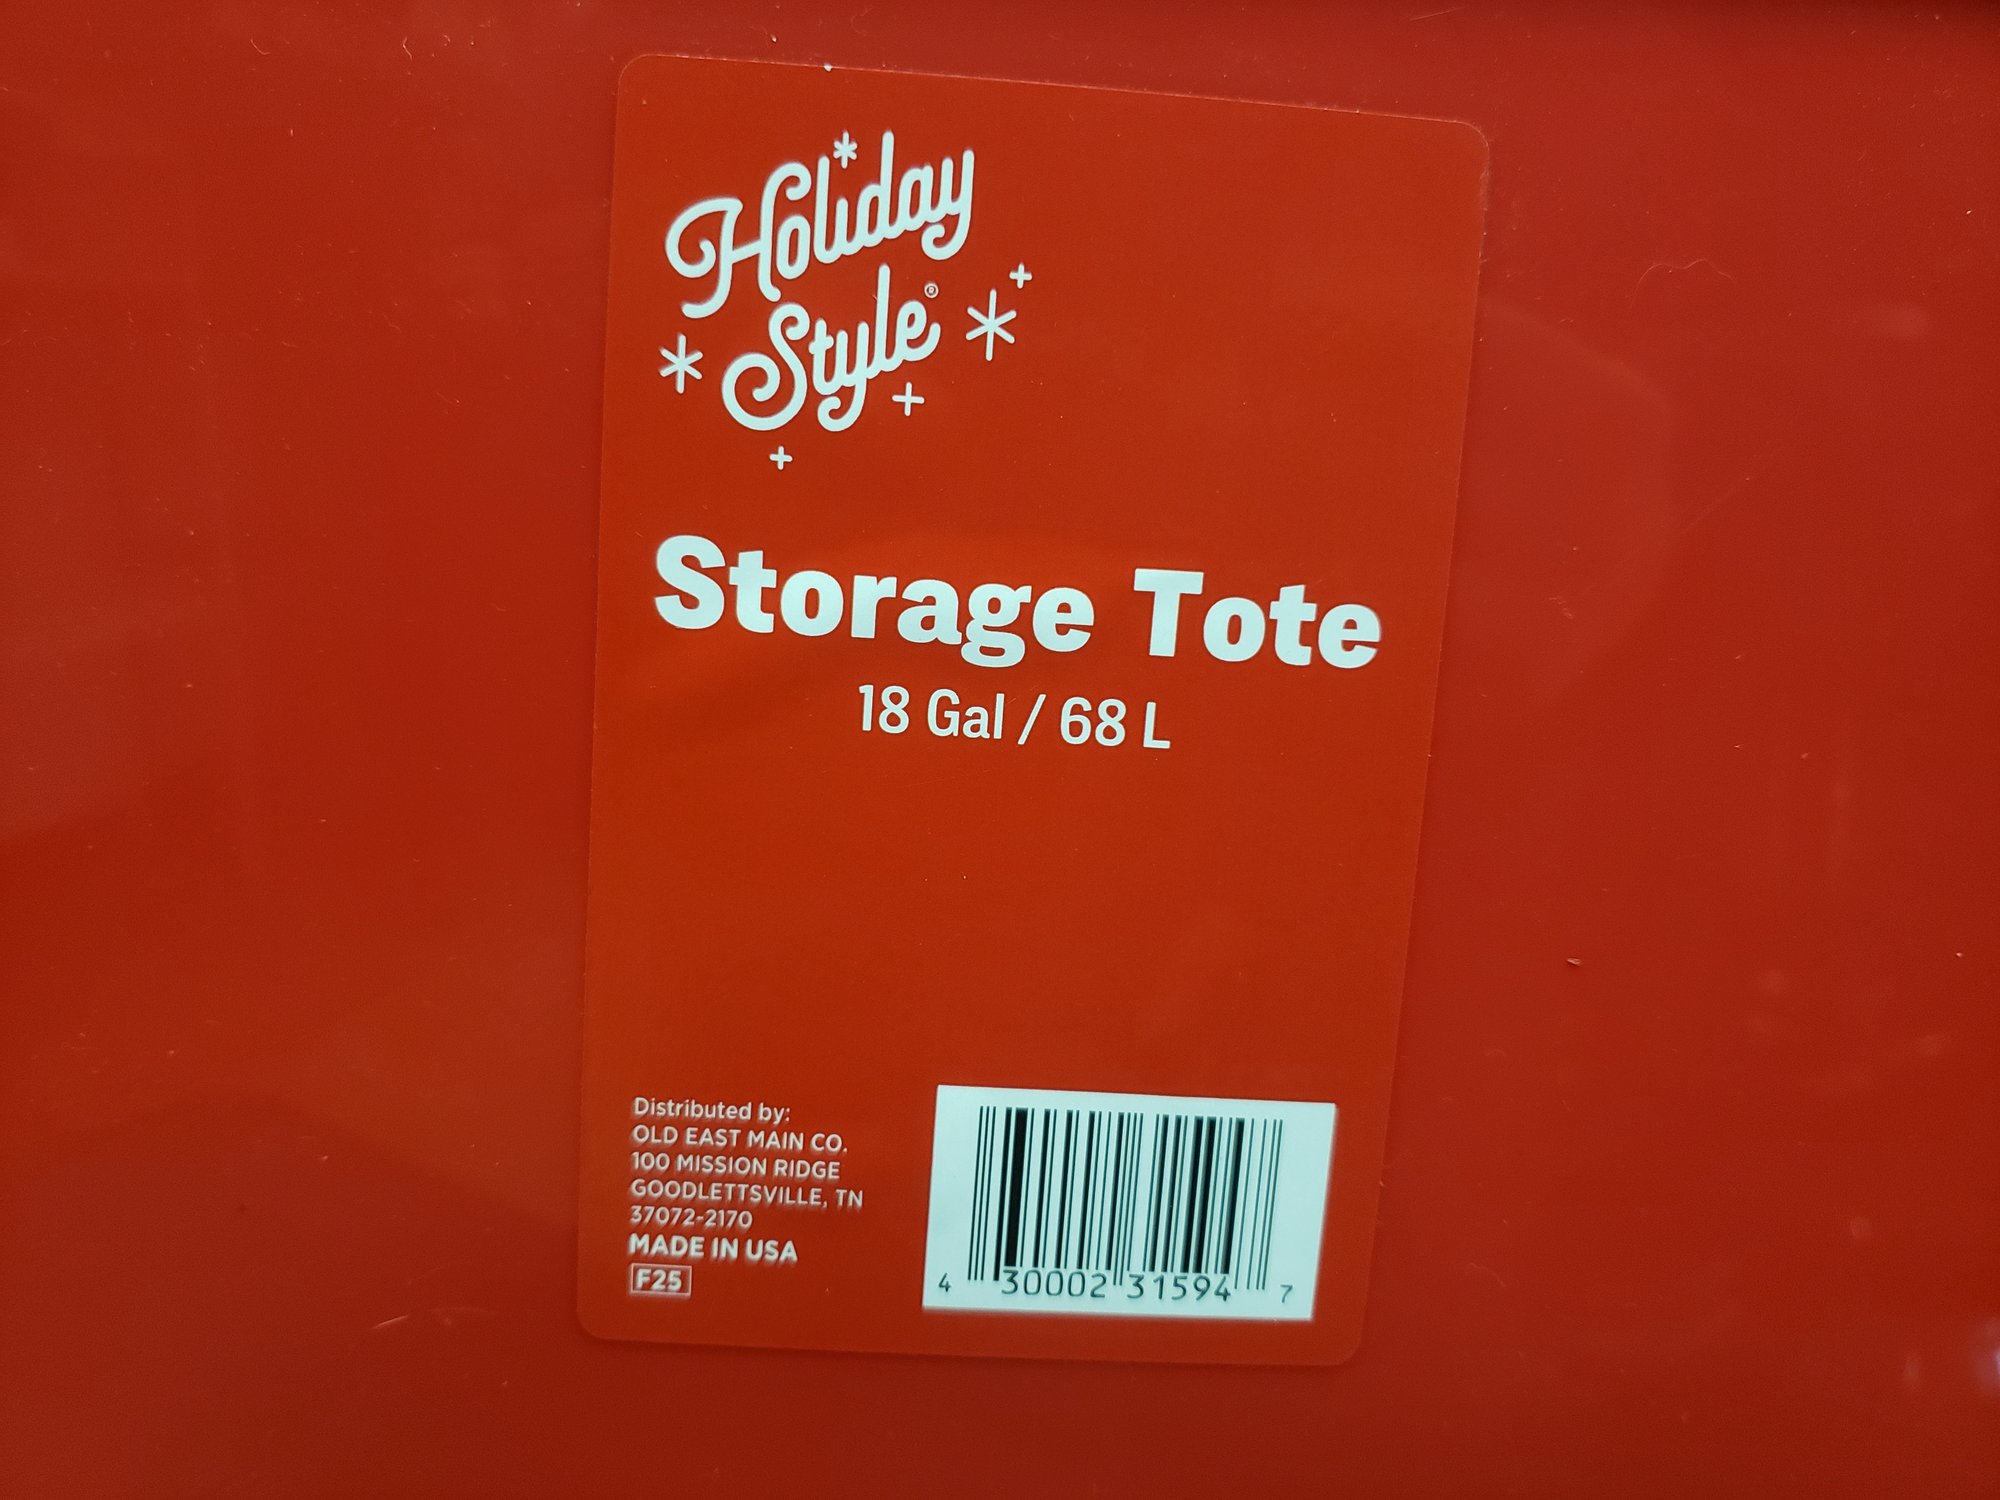 Holiday
Style®
Storage Tote
18 Gal / 68 L
Distributed by:
OLD EAST MAIN CO.
100 MISSION RIDGE
GOODLETTSVILLE, TN
37072-2170
MADE IN USA
F25
4 30002 31594 7